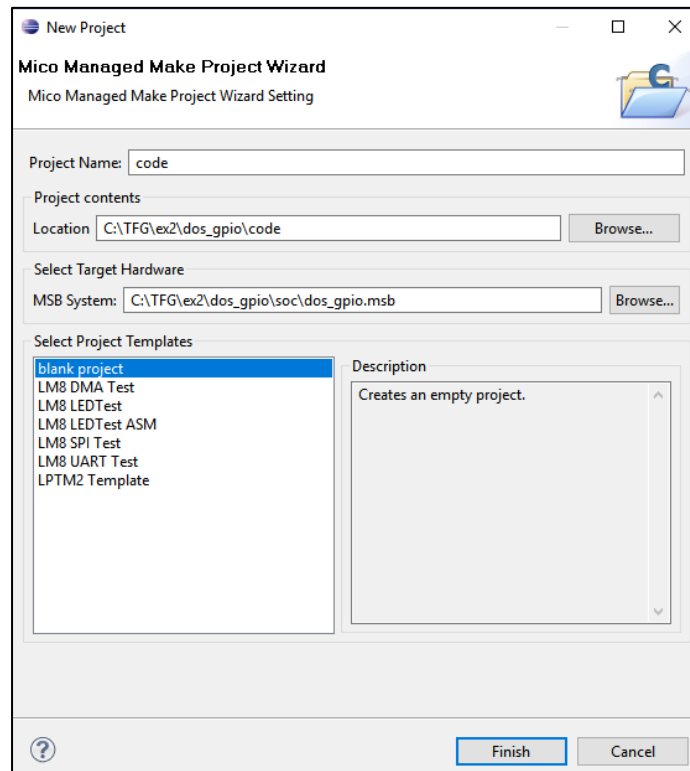 New Project
Mico Managed Make Project Wizard
Mico Managed Make Project Wizard Setting
Project Name: code
Project contents
Location C:\TFG\ex2\dos_gpio\code Browse...
Select Target Hardware
MSB System: C:\TFG\ex2\dos_gpio\soc\dos_gpio.msb Browse...
Select Project Templates
blank project
LM8 DMA Test
LM8 LEDTest
LM8 LEDTest ASM
LM8 SPI Test
LM8 UART Test
LPTM2 Template
Description
Creates an empty project.
Finish Cancel